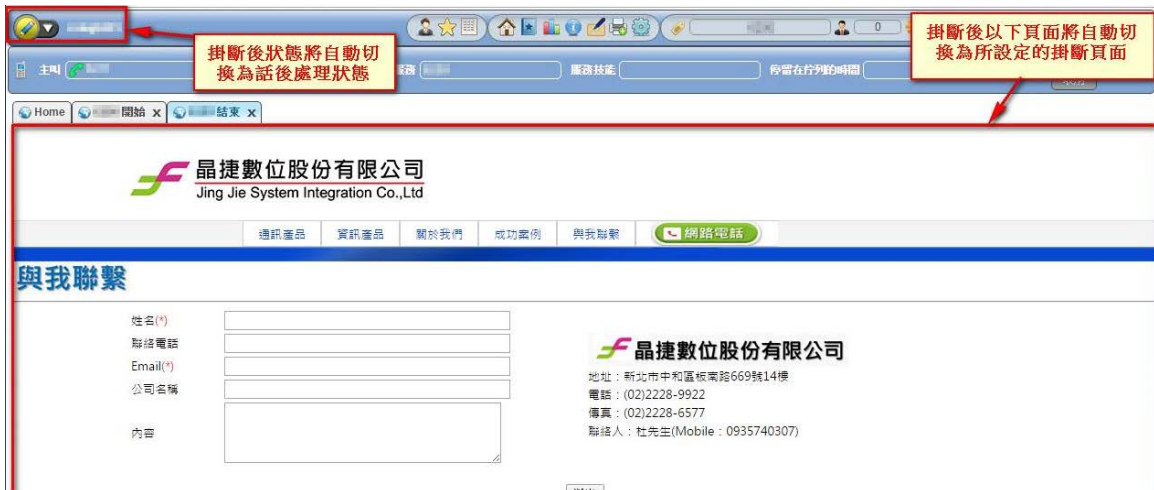 0
掛斷後狀態將自動切
換為話後處理狀態
掛斷後以下頁面將自動切
換為所設定的掛斷頁面
主叫
服務技能
停留在佇列的時間
Home
開始 x
結束 x
晶捷數位股份有限公司
Jing Jie System Integration Co.,Ltd
通訊產品
資訊產品
關於我們
成功案例
與我聯繫
網路電話
與我聯繫
姓名(*)
聯絡電話
Email(*)
公司名稱
內容
晶捷數位股份有限公司
地址：新北市中和區板南路669號14樓
電話：(02)2228-9922
傳真：(02)2228-6577
聯絡人：杜先生(Mobile：0935740307)